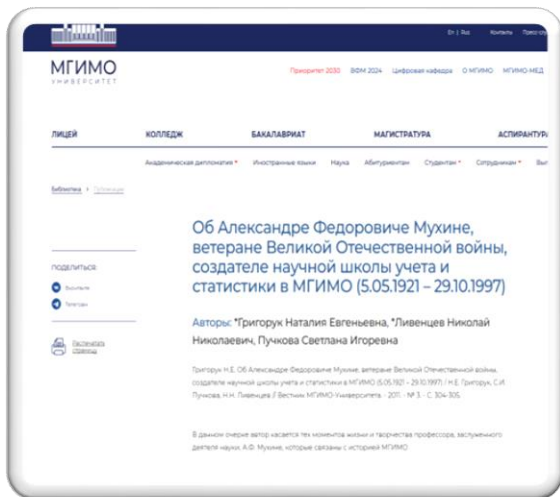 En | Rus Контакты
МГИМО
УНИВЕРСИТЕТ
Приоритет-2030 ВФМ 2024 Цифровая кафедра О МГИМО МГИМО-МЕД
ЛИЦЕЙ КОЛЛЕДЖ БАКАЛАВРИАТ МАГИСТРАТУРА АСПИРАНТУРА
Академическая дипломатия Иностранные языки Наука Абитуриентам Студентам Сотрудникам
Библиотека > Публикации
Об Александре Федоровиче Мухине,
ветеране Великой Отечественной войны,
создателе научной школы учета и
статистики в МГИМО (5.05.1921 – 29.10.1997)
ПОДЕЛИТЬСЯ:
ВКонтакте
Телеграм
Распечатать
страницу
Авторы: *Григорук Наталия Евгеньевна, *Ливенцев Николай
Николаевич, Пучкова Светлана Игоревна
Григорук Н.Е. Об Александре Федоровиче Мухине, ветеране Великой Отечественной войны,
создателе научной школы учета и статистики в МГИМО (5.05.1921 - 29.10.1997) / Н.Е. Григорук, С.И.
Пучкова, Н.Н. Ливенцев // Вестник МГИМО-Университета. - 2011. - № 3. - С. 304-305.
В данном очерке автор касается тех моментов жизни и творчества профессора, заслуженного
деятеля науки, А.Ф. Мухине, которые связаны с историей МГИМО.